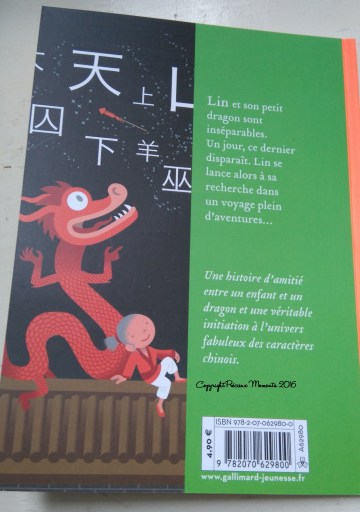 天上山
囚下羊巫
Lin et son petit
dragon sont
inséparables.
Un jour, ce dernier
disparaît. Lin se
lance alors à sa
recherche dans
un voyage plein
d'aventures...
Une histoire d'amitié
entre un enfant et un
dragon et une véritable
initiation à l'univers
fabuleux des caractères
chinois.
Copyright Pécane Moments 2016
ISBN 978-2-07-062980-0
4.90 €
A62980
9 782070 629800
www.gallimard-jeunesse.fr